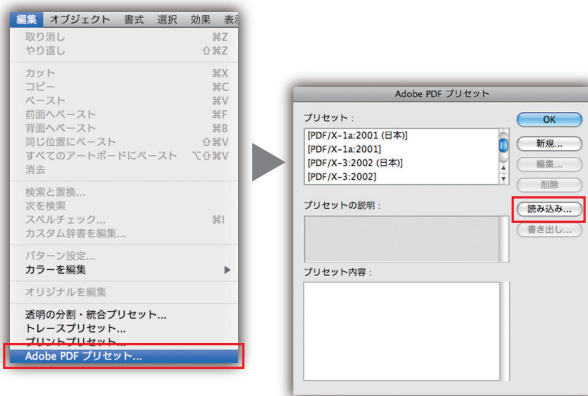 編集 オブジェクト 書式 選択 効果 表示
取り消し ⌘Z
やり直し ⇧⌘Z
カット ⌘X
コピー ⌘C
ペースト ⌘V
前面へペースト ⌘F
背面へペースト ⌘B
同じ位置にペースト ⇧⌘V
すべてのアートボードにペースト ⌥⇧⌘V
消去
検索と置換...
次を検索
スペルチェック... ⌘I
カスタム辞書を編集...
パターン設定...
カラーを編集 ▶
オリジナルを編集
透明の分割・統合プリセット...
トレースプリセット...
プリントプリセット...
Adobe PDF プリセット...
Adobe PDF プリセット
プリセット：
[PDF/X-1a:2001 (日本)]
[PDF/X-1a:2001]
[PDF/X-3:2002 (日本)]
[PDF/X-3:2002]
OK
新規...
編集...
削除
読み込み...
書き出し...
プリセットの説明：
プリセット内容：